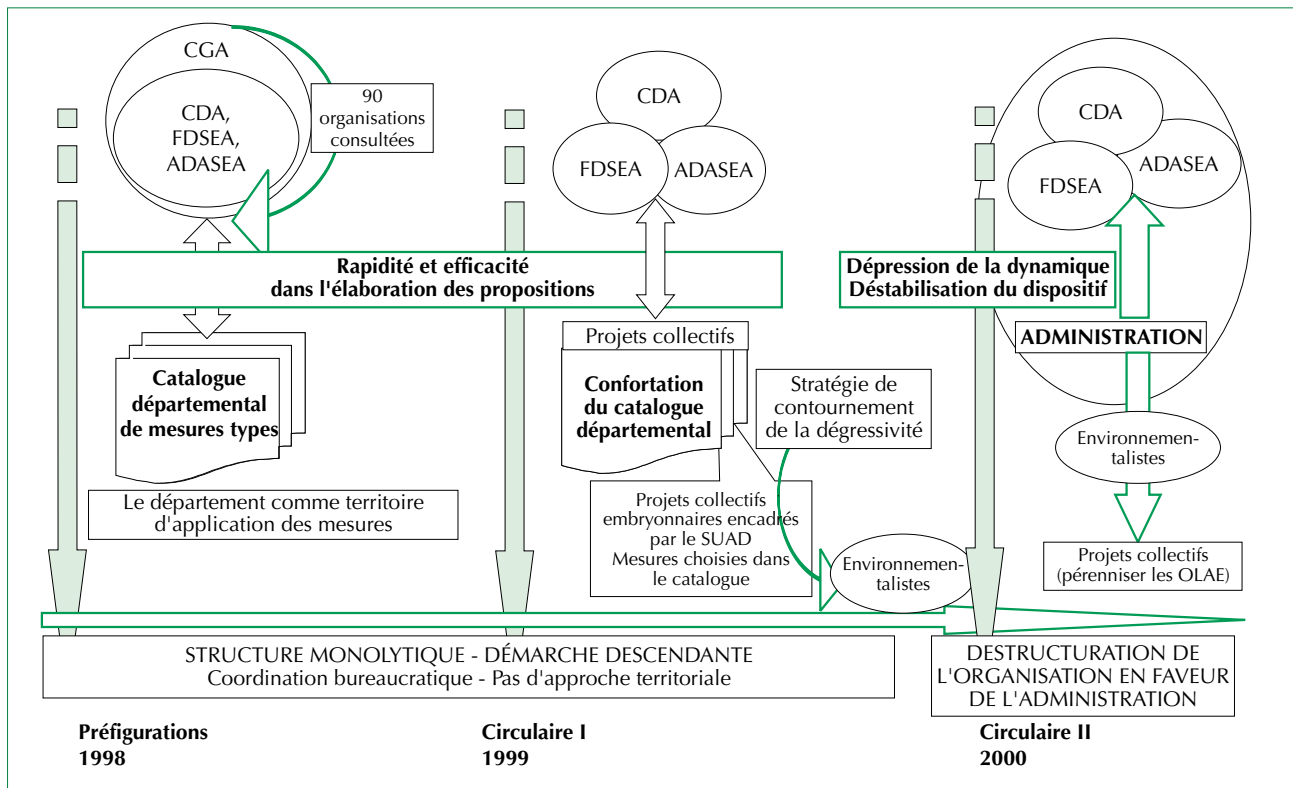 CGA
CDA,
FDSEA,
ADASEA
90
organisations
consultées
CDA
FDSEA
ADASEA
CDA
ADASEA
FDSEA
Rapidité et efficacité
dans l'élaboration des propositions
Dépression de la dynamique
Déstabilisation du dispositif
ADMINISTRATION
Catalogue
départemental
de mesures types
Le département comme territoire
d'application des mesures
Projets collectifs
Confortation
du catalogue
départemental
Stratégie de
contournement
de la dégressivité
Projets collectifs
embryonnaires encadrés
par le SUAD
Mesures choisies dans
le catalogue
Environnemen-
talistes
Environnemen-
talistes
Projets collectifs
(pérenniser les OLAE)
STRUCTURE MONOLYTIQUE - DÉMARCHE DESCENDANTE
Coordination bureaucratique - Pas d'approche territoriale
DESTRUCTURATION DE
L'ORGANISATION EN FAVEUR
DE L'ADMINISTRATION
Préfigurations
1998
Circulaire I
1999
Circulaire II
2000